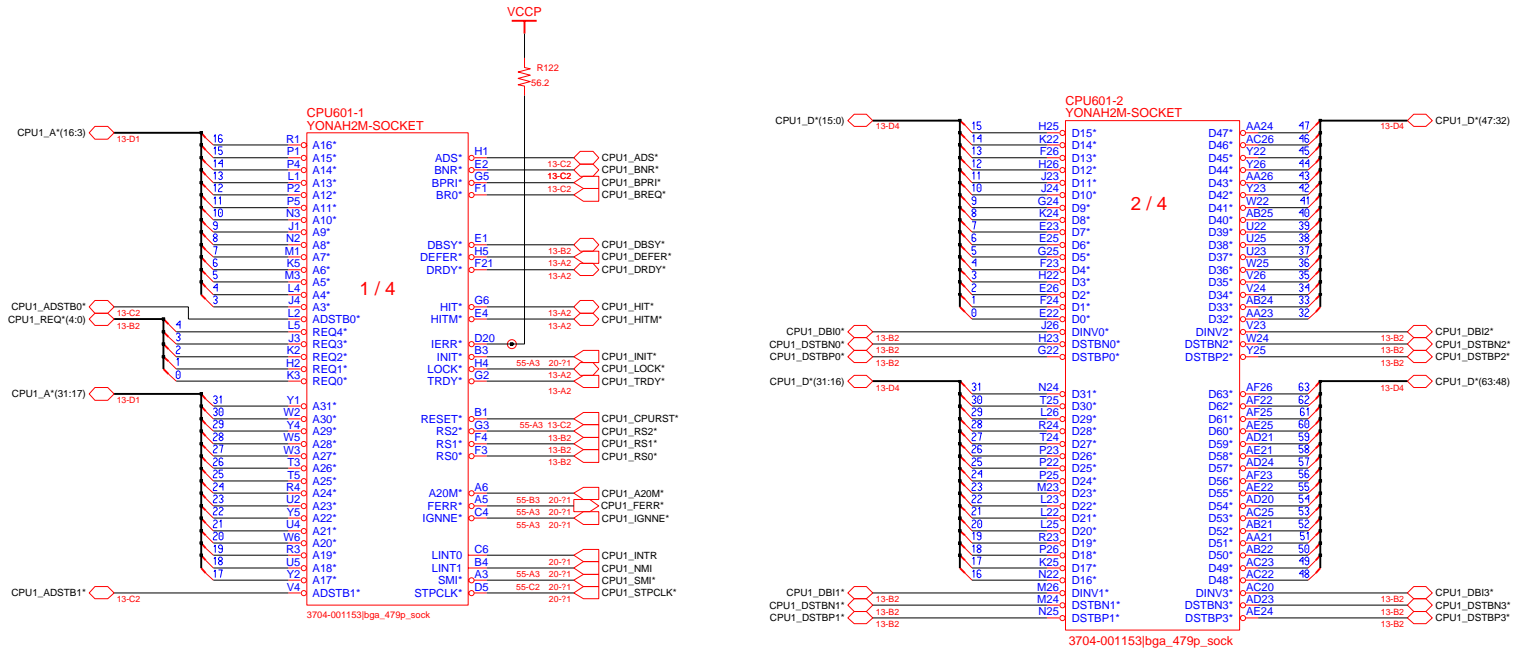 VCCP
R122
56.2
CPU601-1
YONAH2M-SOCKET
CPU1_A*(16:3)
13-D1
16 R1 A16*
15 P1 A15*
14 P4 A14*
13 L1 A13*
12 P2 A12*
11 P5 A11*
10 N3 A10*
9 J1 A9*
8 N2 A8*
7 M1 A7*
6 K5 A6*
5 M3 A5*
4 L4 A4*
3 J4 A3*
CPU1_ADSTB0* 13-C2 L2 ADSTB0*
CPU1_REQ*(4:0)
13-B2
4 L5 REQ4*
3 J3 REQ3*
2 K2 REQ2*
1 H2 REQ1*
0 K3 REQ0*
CPU1_A*(31:17)
13-D1
31 Y1 A31*
30 W2 A30*
29 Y4 A29*
28 W5 A28*
27 W3 A27*
26 T3 A26*
25 T5 A25*
24 R4 A24*
23 U2 A23*
22 Y5 A22*
21 U4 A21*
20 W6 A20*
19 R3 A19*
18 U5 A18*
17 Y2 A17*
CPU1_ADSTB1* 13-C2 V4 ADSTB1*
1 / 4
ADS* H1 CPU1_ADS*
13-C2
BNR* E2 CPU1_BNR*
13-C2
BPRI* G5 CPU1_BPRI*
13-C2
BR0* F1 CPU1_BREQ*
DBSY* E1 CPU1_DBSY*
13-B2
DEFER* H5 CPU1_DEFER*
13-A2
DRDY* F21 CPU1_DRDY*
13-A2
HIT* G6 CPU1_HIT*
13-A2
HITM* E4 CPU1_HITM*
13-A2
IERR* D20
INIT* B3 CPU1_INIT*
55-A3 20-?1
LOCK* H4 CPU1_LOCK*
13-A2
TRDY* G2 CPU1_TRDY*
13-A2
RESET* B1 CPU1_CPURST*
55-A3 13-C2
RS2* G3 CPU1_RS2*
13-B2
RS1* F4 CPU1_RS1*
13-B2
RS0* F3 CPU1_RS0*
13-B2
A20M* A6 CPU1_A20M*
55-B3 20-?1
FERR* A5 CPU1_FERR*
55-A3 20-?1
IGNNE* C4 CPU1_IGNNE*
55-A3 20-?1
LINT0 C6 CPU1_INTR
20-?1
LINT1 B4 CPU1_NMI
55-A3 20-?1
SMI* A3 CPU1_SMI*
55-C2 20-?1
STPCLK* D5 CPU1_STPCLK*
20-?1
3704-001153|bga_479p_sock
CPU601-2
YONAH2M-SOCKET
CPU1_D*(15:0)
13-D4
15 H25 D15*
14 K22 D14*
13 F26 D13*
12 H26 D12*
11 J23 D11*
10 J24 D10*
9 G24 D9*
8 K24 D8*
7 E23 D7*
6 E25 D6*
5 G25 D5*
4 F23 D4*
3 H22 D3*
2 E26 D2*
1 F24 D1*
0 E22 D0*
CPU1_DBI0* 13-B2 J26 DINV0*
CPU1_DSTBN0* 13-B2 H23 DSTBN0*
CPU1_DSTBP0* 13-B2 G22 DSTBP0*
CPU1_D*(31:16)
13-D4
31 N24 D31*
30 T25 D30*
29 L26 D29*
28 R24 D28*
27 T24 D27*
26 P23 D26*
25 P22 D25*
24 P25 D24*
23 M23 D23*
22 L23 D22*
21 L22 D21*
20 L25 D20*
19 R23 D19*
18 P26 D18*
17 K25 D17*
16 N22 D16*
CPU1_DBI1* 13-B2 M26 DINV1*
CPU1_DSTBN1* 13-B2 M24 DSTBN1*
CPU1_DSTBP1* 13-B2 N25 DSTBP1*
2 / 4
CPU1_D*(47:32)
13-D4
D47* AA24 47
D46* AC26 46
D45* Y22 45
D44* Y26 44
D43* AA26 43
D42* Y23 42
D41* W22 41
D40* AB25 40
D39* U22 39
D38* U25 38
D37* U23 37
D36* W25 36
D35* V26 35
D34* V24 34
D33* AB24 33
D32* AA23 32
DINV2* V23 13-B2 CPU1_DBI2*
DSTBN2* W24 13-B2 CPU1_DSTBN2*
DSTBP2* Y25 13-B2 CPU1_DSTBP2*
CPU1_D*(63:48)
13-D4
D63* AF26 63
D62* AF22 62
D61* AF25 61
D60* AE25 60
D59* AD21 59
D58* AE21 58
D57* AD24 57
D56* AF23 56
D55* AE22 55
D54* AD20 54
D53* AC25 53
D52* AB21 52
D51* AA21 51
D50* AB22 50
D49* AC23 49
D48* AC22 48
DINV3* AC20 13-B2 CPU1_DBI3*
DSTBN3* AD23 13-B2 CPU1_DSTBN3*
DSTBP3* AE24 13-B2 CPU1_DSTBP3*
3704-001153|bga_479p_sock